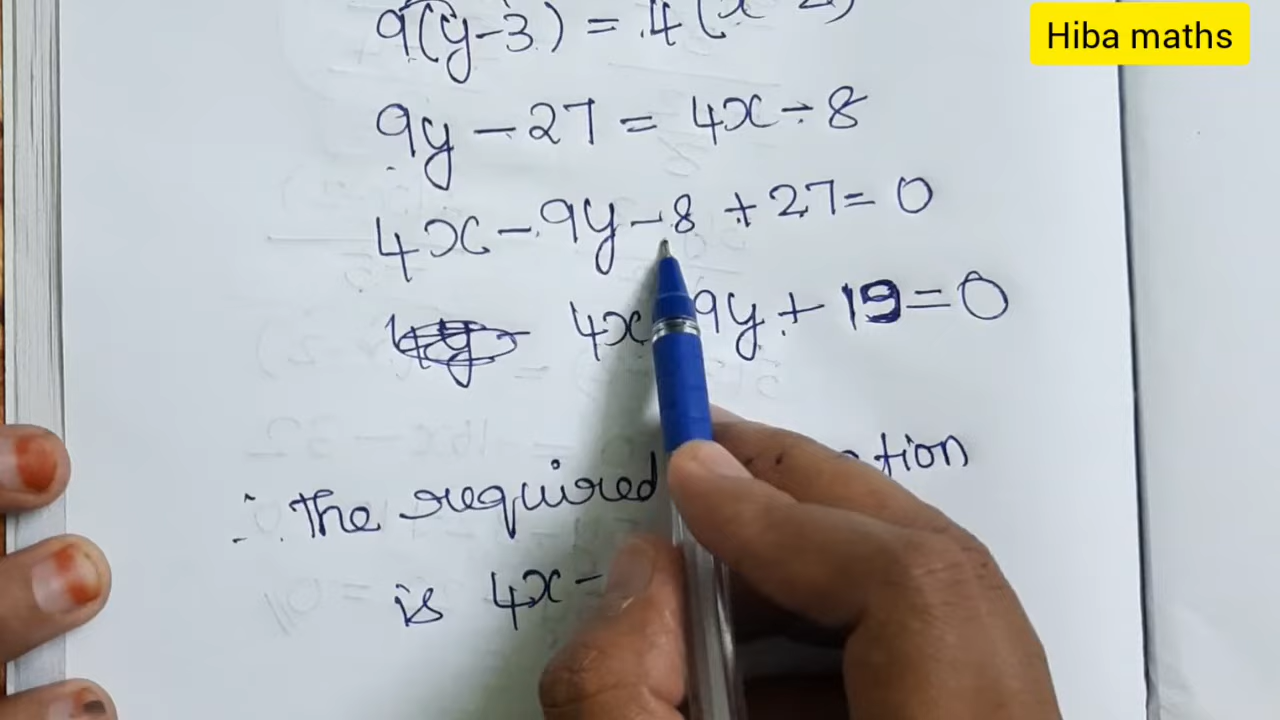 Hiba maths
9(y-3) = 4(x-2)
9y - 27 = 4x - 8
4x - 9y - 8 + 27 = 0
4x 9y + 19 = 0
∴ The required
is 4x -